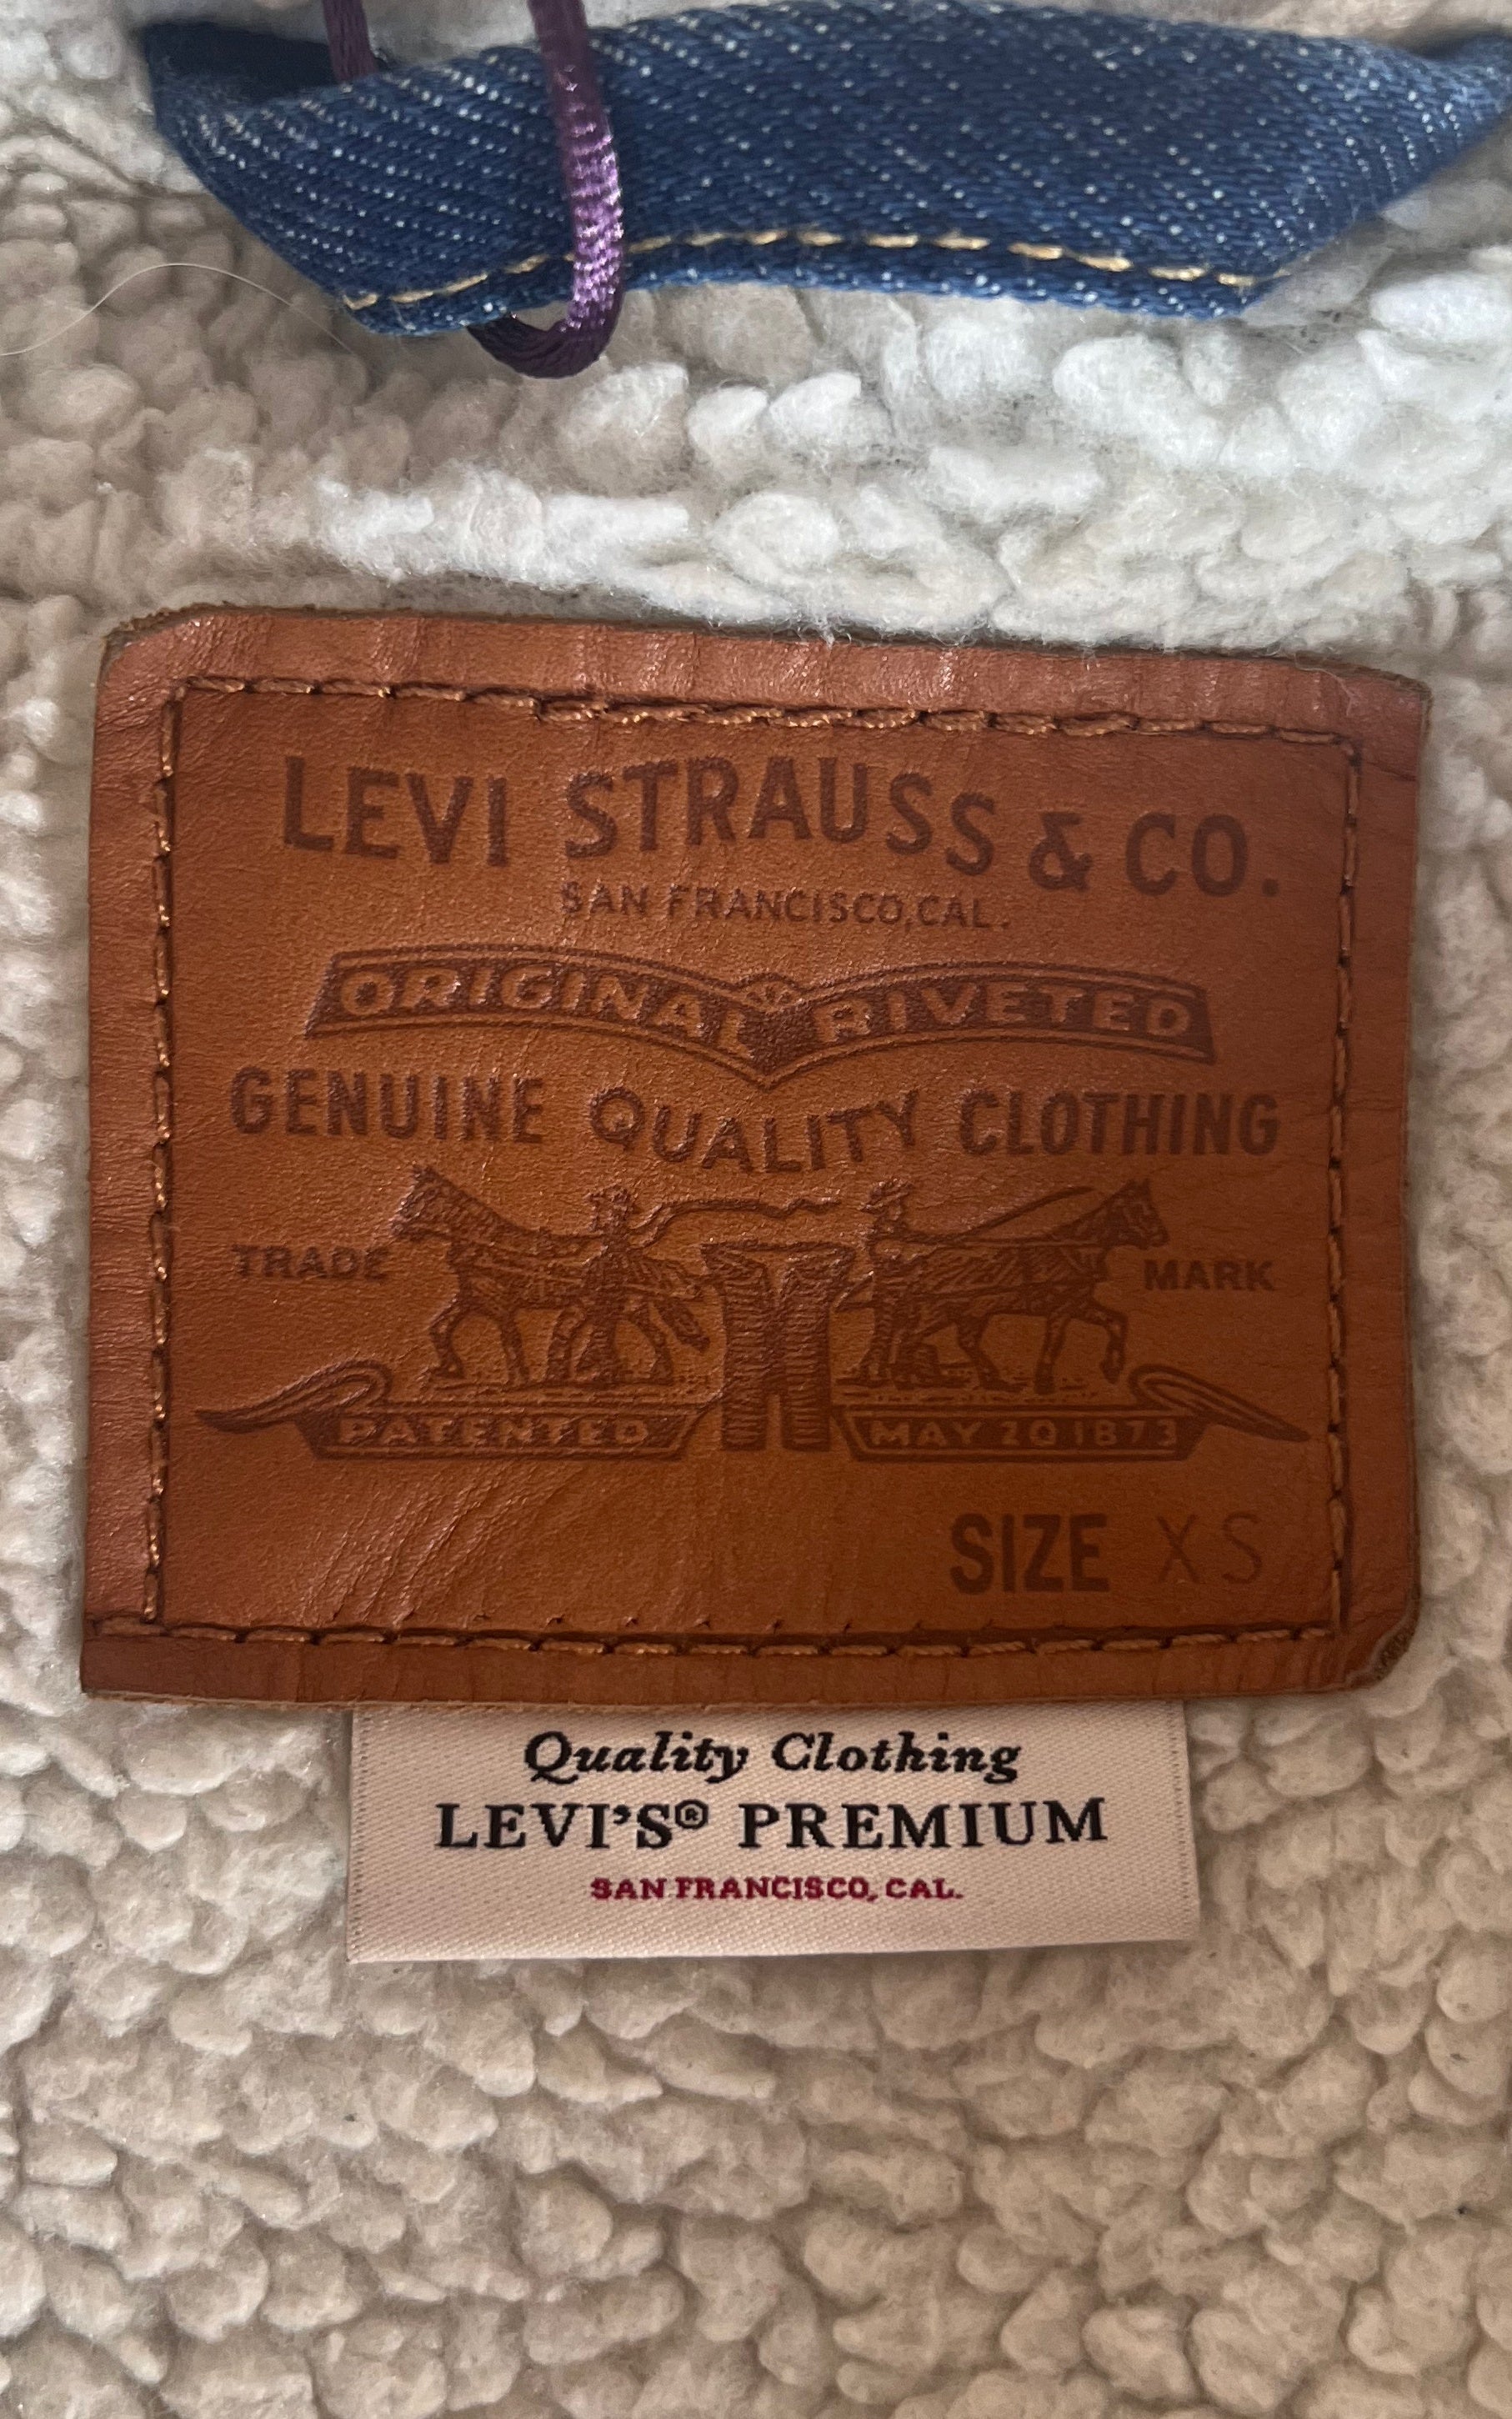 LEVI STRAUSS & CO.
SAN FRANCISCO, CAL.
ORIGINAL RIVETED
GENUINE QUALITY CLOTHING
TRADE MARK
PATENTED MAY 20 1873
SIZE XS
Quality Clothing
LEVI'S® PREMIUM
SAN FRANCISCO, CAL.